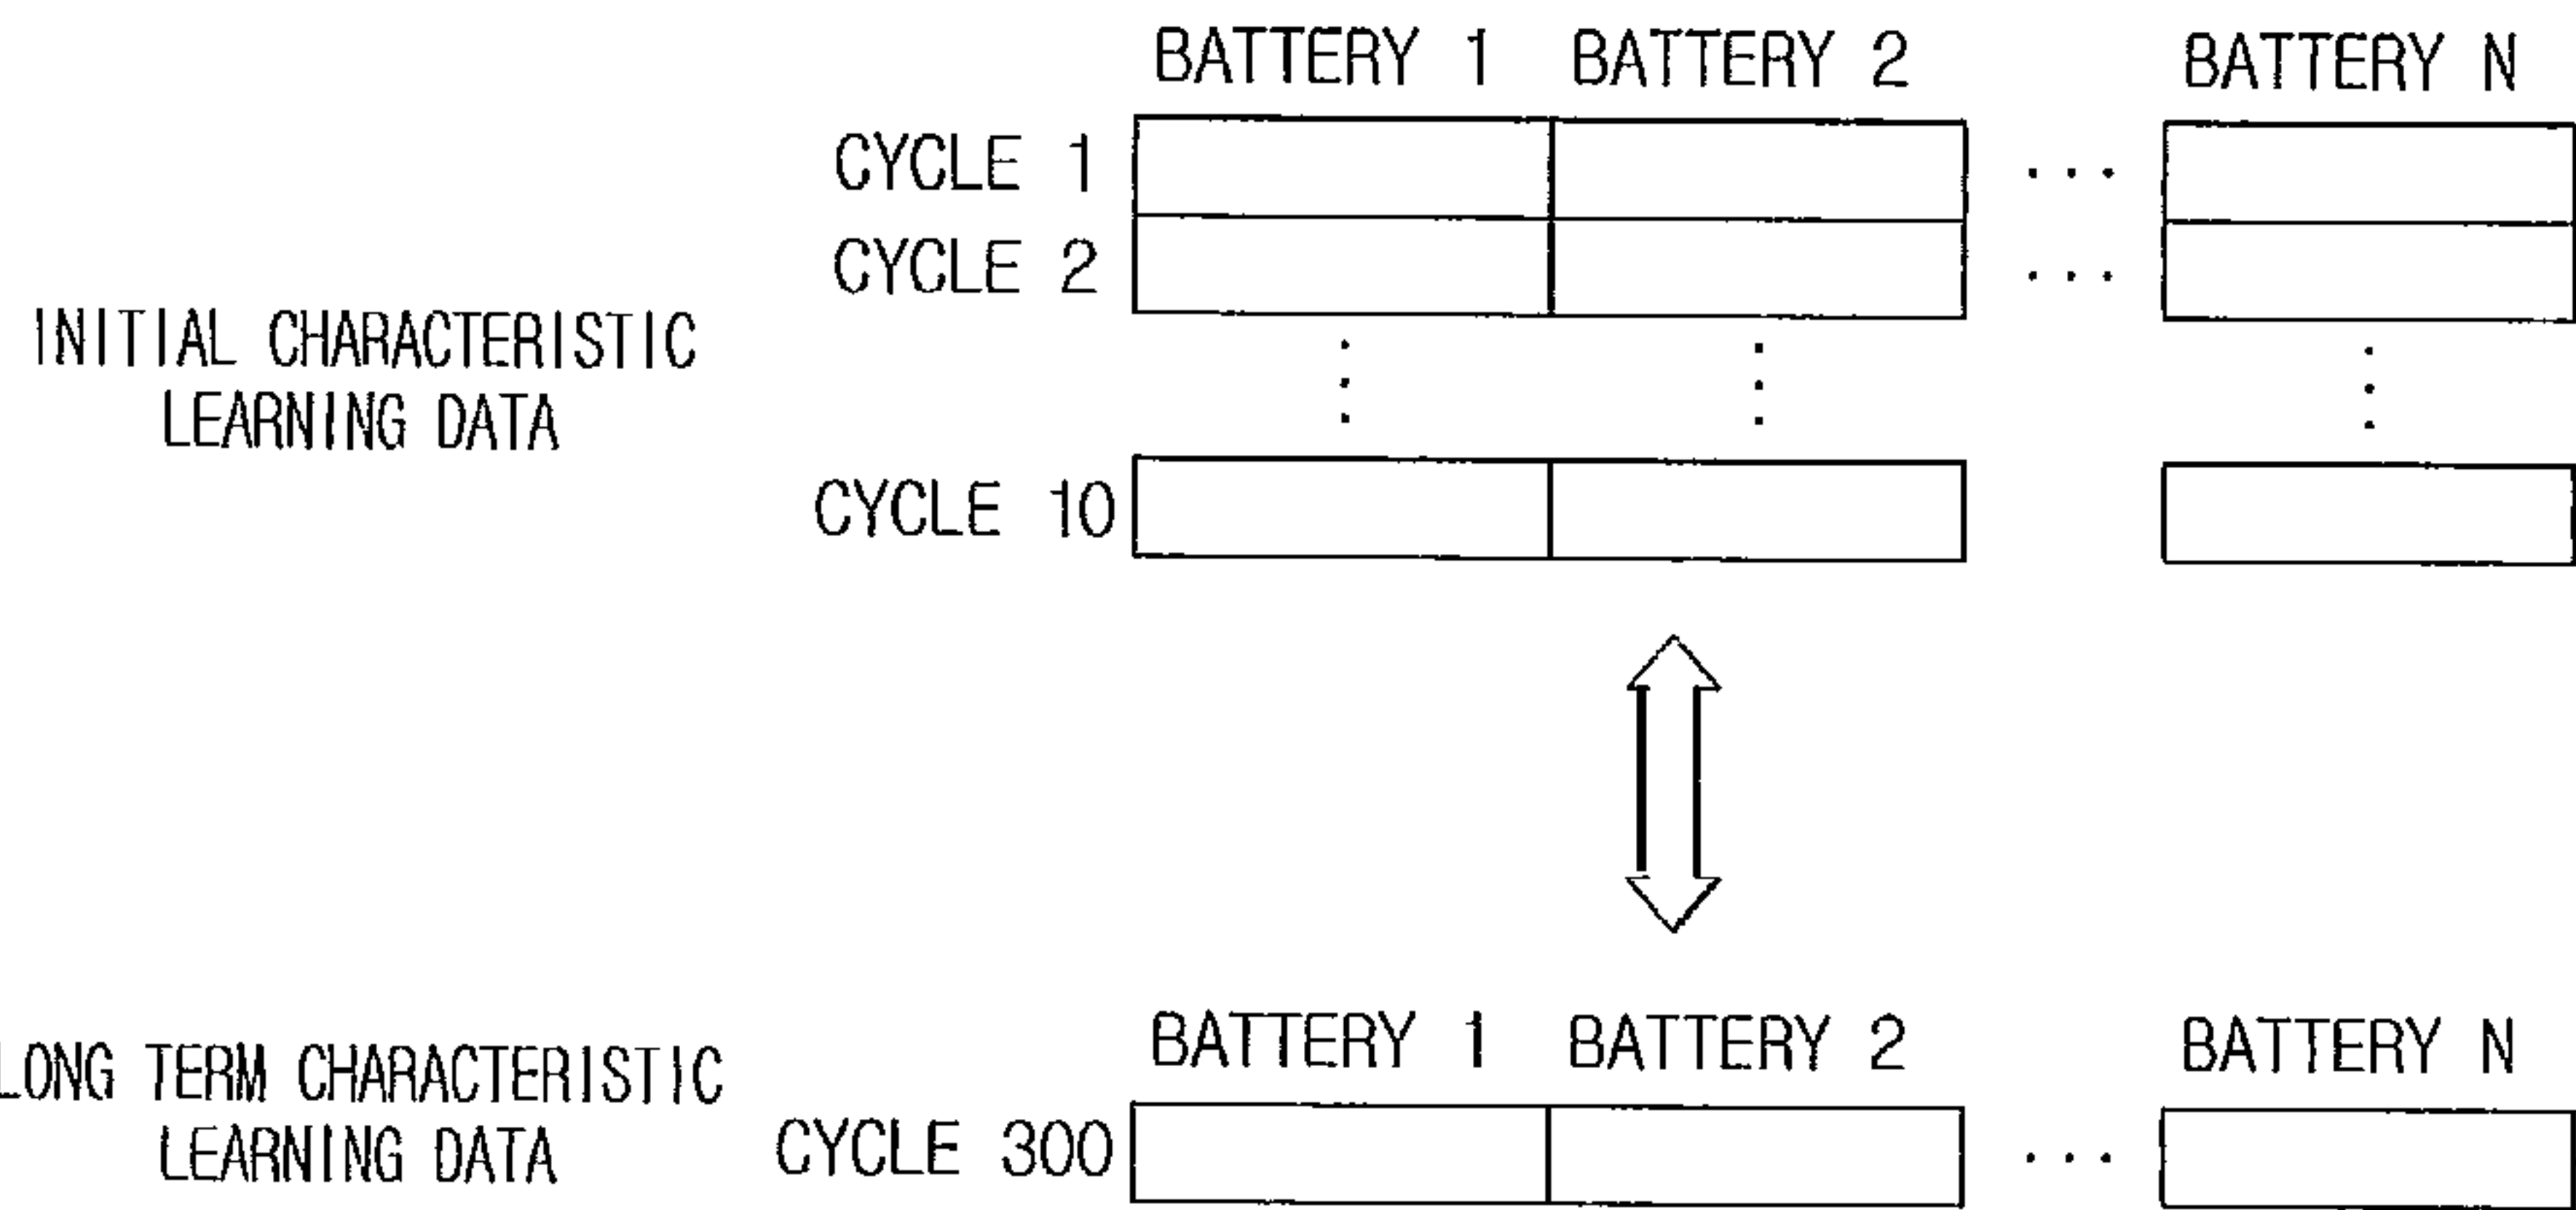 BATTERY 1 BATTERY 2 BATTERY N
CYCLE 1 ...
CYCLE 2 ...
INITIAL CHARACTERISTIC
LEARNING DATA
CYCLE 10
BATTERY 1 BATTERY 2 BATTERY N
LONG TERM CHARACTERISTIC
LEARNING DATA
CYCLE 300 ...